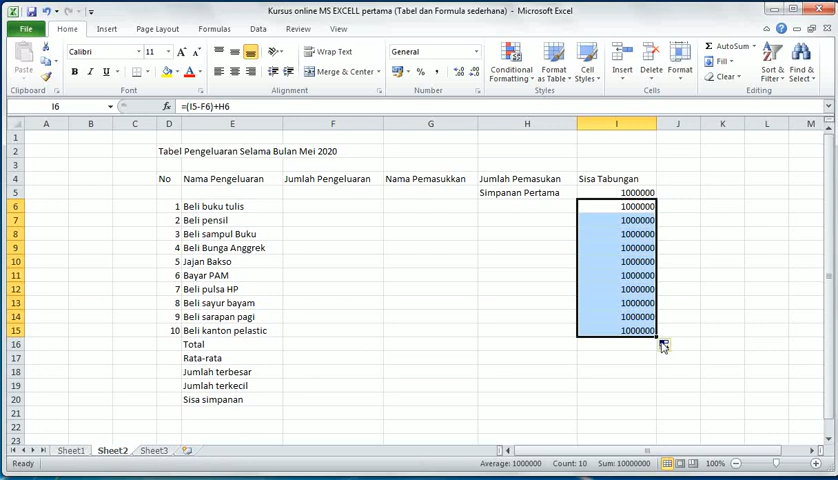 Kursus online MS EXCELL pertama (Tabel dan Formula sederhana) - Microsoft Excel
File Home Insert Page Layout Formulas Data Review View
Calibri 11 Wrap Text General AutoSum
Paste B I U Merge & Center % , Conditional Formatting Format as Table Cell Styles Insert Delete Format Fill Clear Sort & Filter Find & Select
Clipboard Font Alignment Number Styles Cells Editing
I6 fx =(I5-F6)+H6
A B C D E F G H I J K L M
1
2 Tabel Pengeluaran Selama Bulan Mei 2020
3
4 No Nama Pengeluaran Jumlah Pengeluaran Nama Pemasukkan Jumlah Pemasukan Sisa Tabungan
5 Simpanan Pertama 1000000
6 1 Beli buku tulis 1000000
7 2 Beli pensil 1000000
8 3 Beli sampul Buku 1000000
9 4 Beli Bunga Anggrek 1000000
10 5 Jajan Bakso 1000000
11 6 Bayar PAM 1000000
12 7 Beli pulsa HP 1000000
13 8 Beli sayur bayam 1000000
14 9 Beli sarapan pagi 1000000
15 10 Beli kanton pelastic 1000000
16 Total
17 Rata-rata
18 Jumlah terbesar
19 Jumlah terkecil
20 Sisa simpanan
21
22
23
Sheet1 Sheet2 Sheet3
Ready Average: 1000000 Count: 10 Sum: 10000000 100%